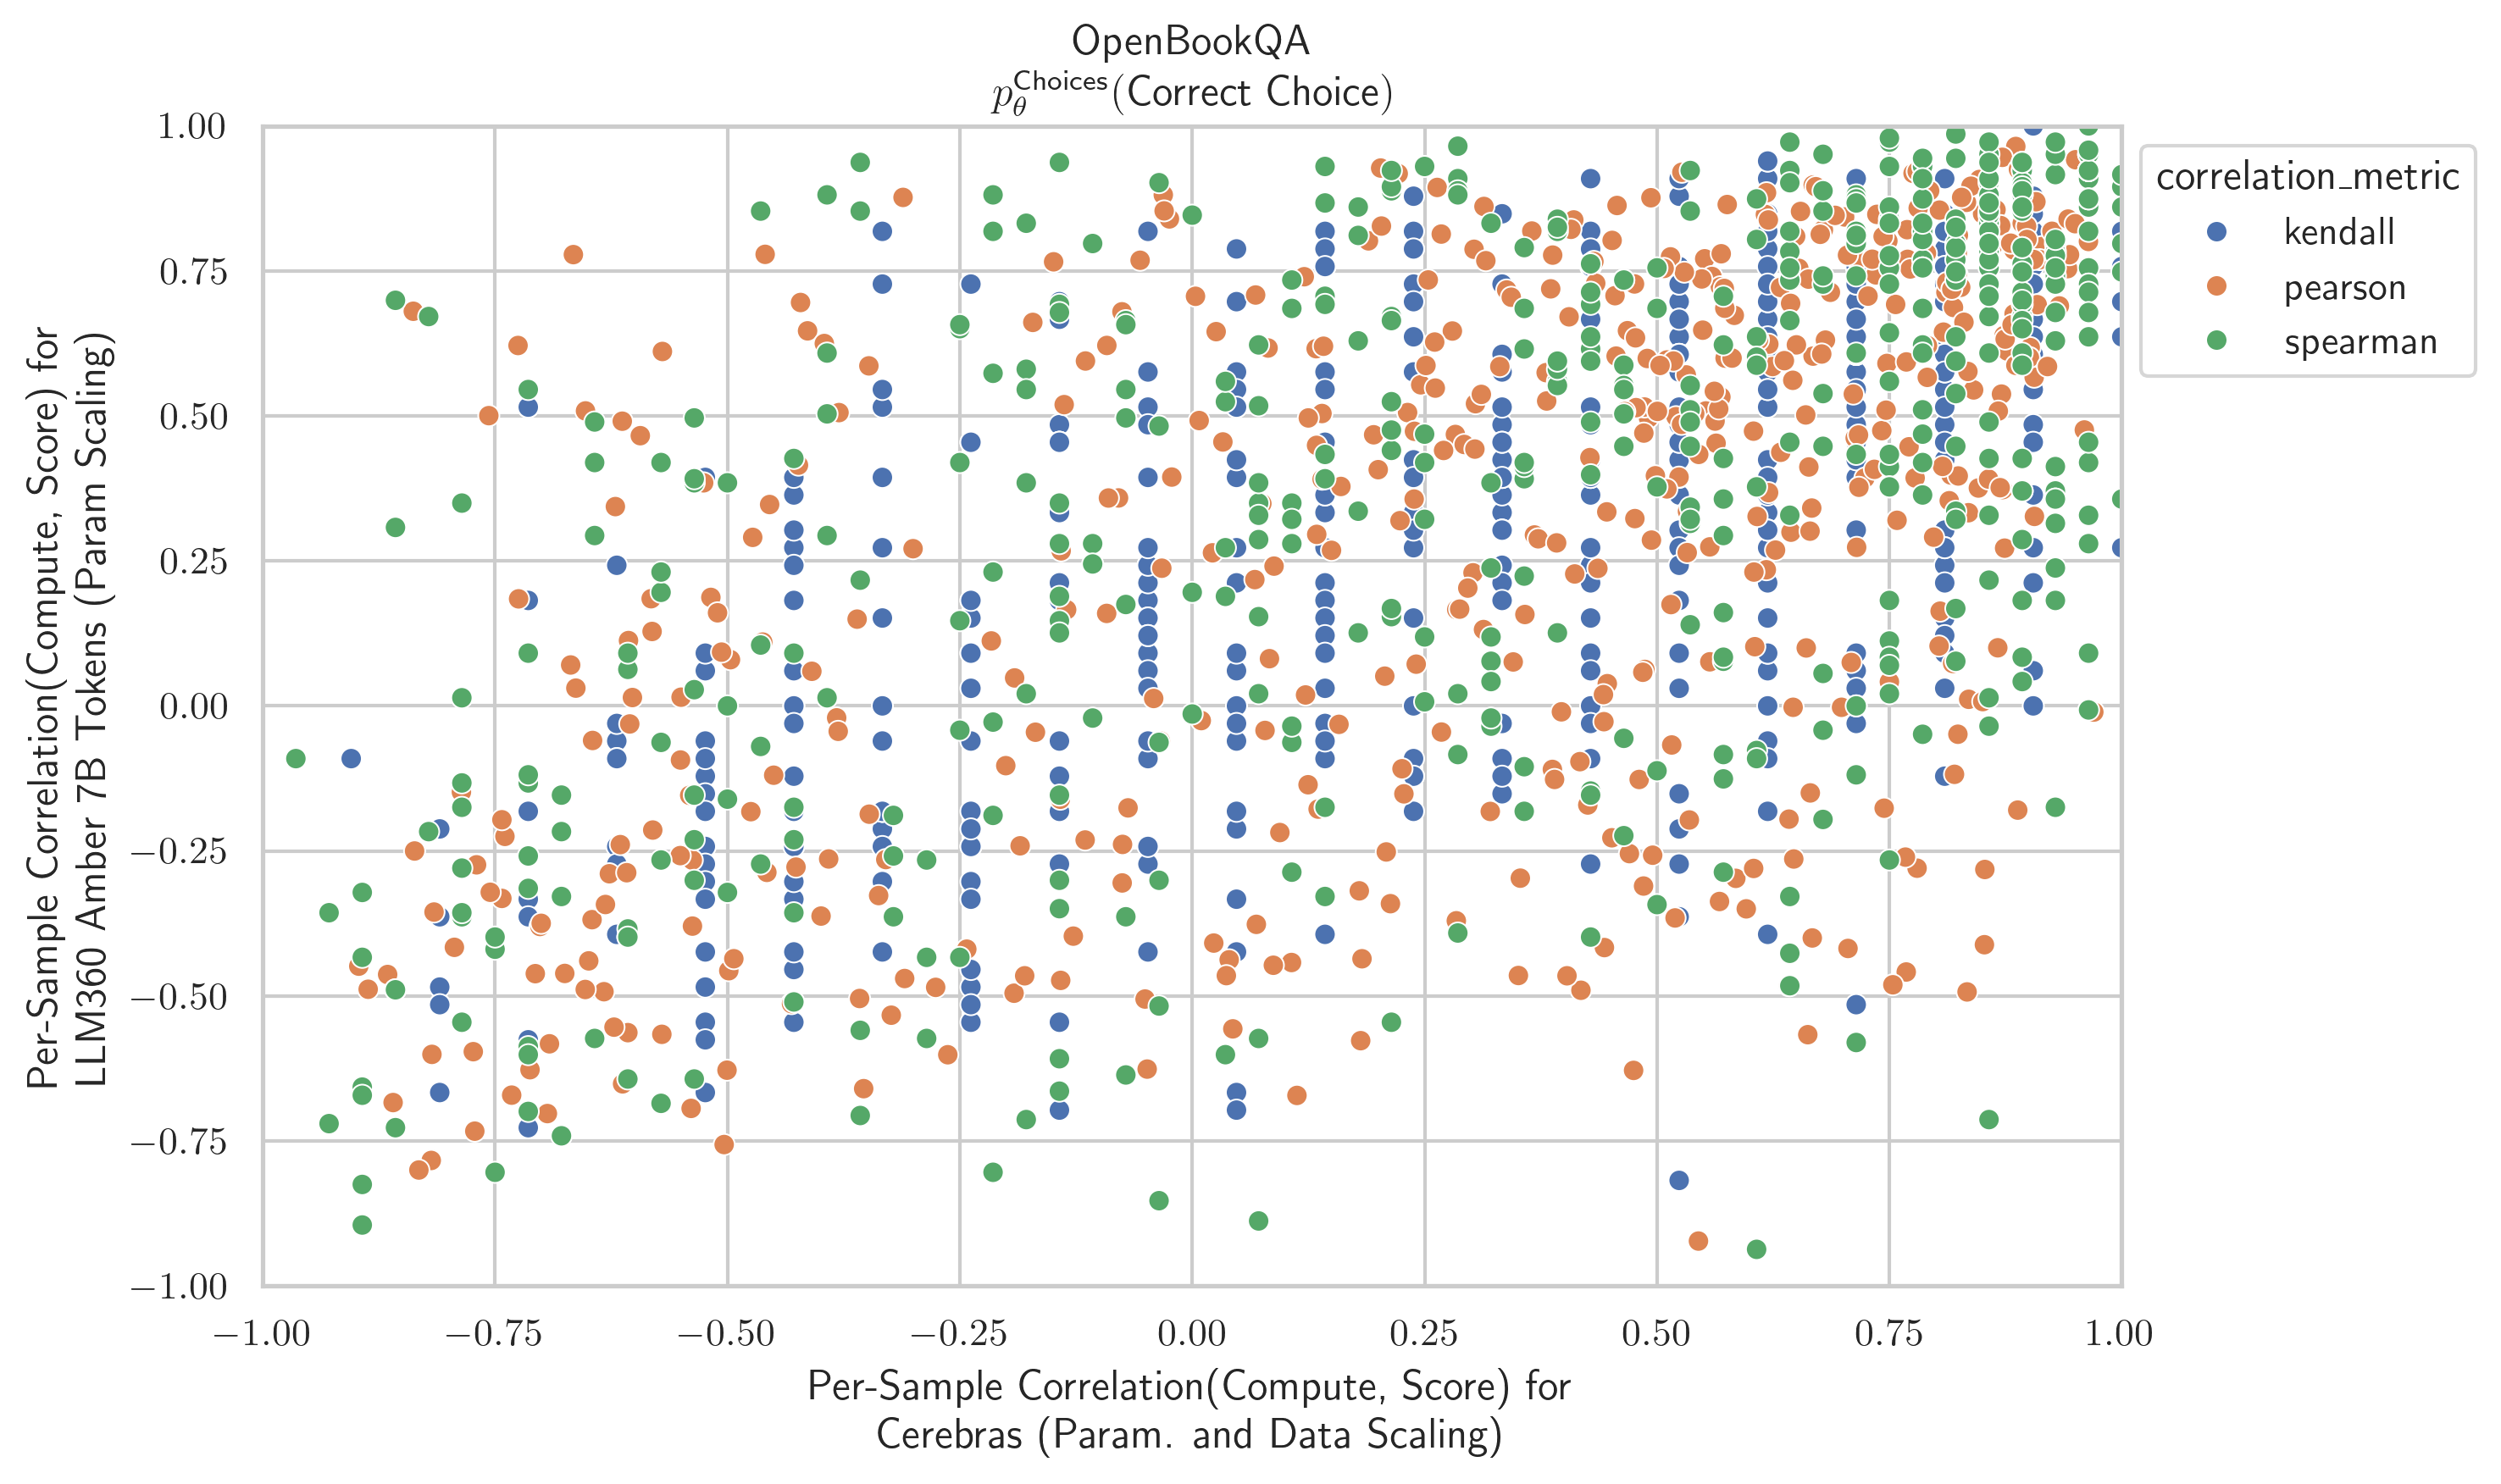 OpenBookQA
p_θ^Choices(Correct Choice)
Per-Sample Correlation(Compute, Score) for
LLM360 Amber 7B Tokens (Param Scaling)
1.00
0.75
0.50
0.25
0.00
−0.25
−0.50
−0.75
−1.00
−1.00 −0.75 −0.50 −0.25 0.00 0.25 0.50 0.75 1.00
Per-Sample Correlation(Compute, Score) for
Cerebras (Param. and Data Scaling)
correlation_metric
kendall
pearson
spearman